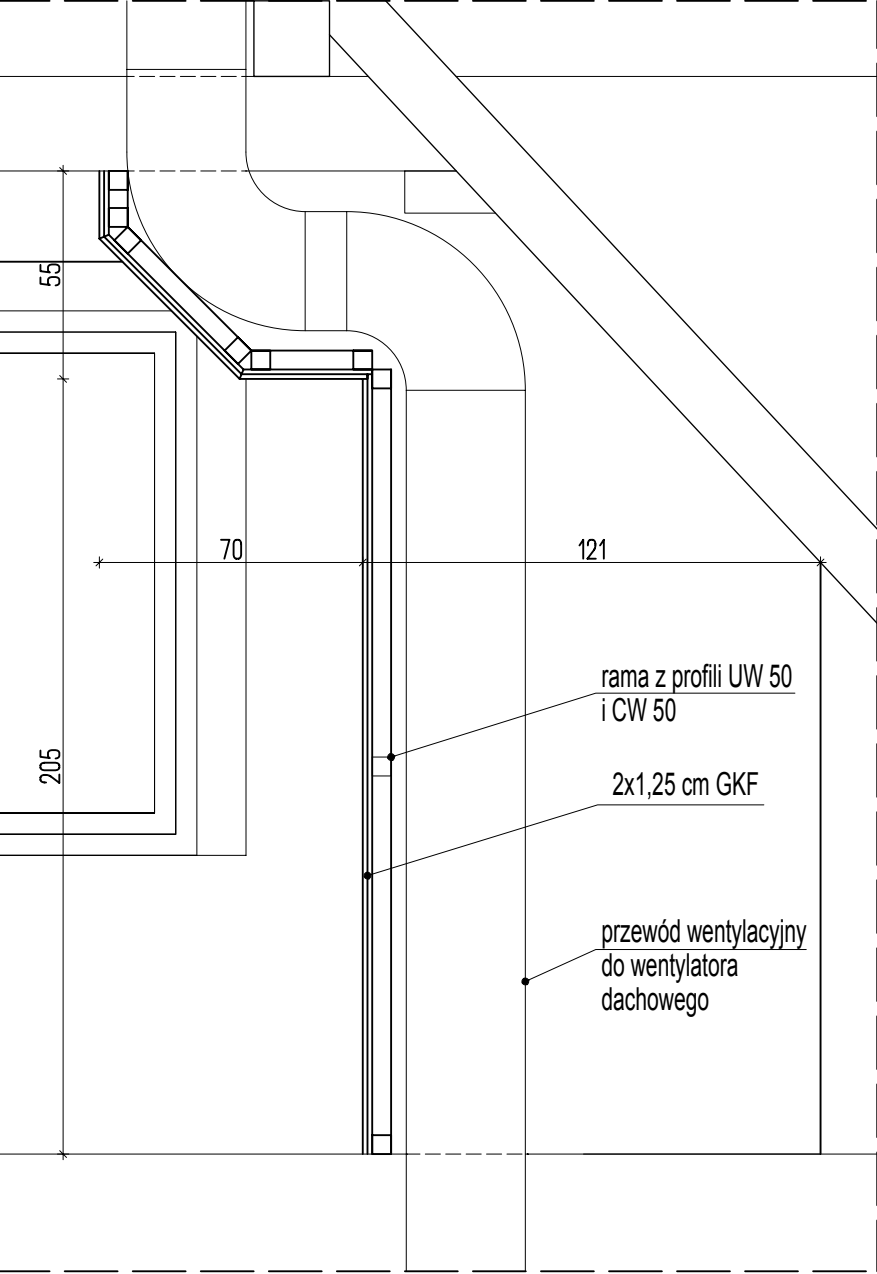 55
70
121
rama z profili UW 50
i CW 50
205
2x1,25 cm GKF
przewód wentylacyjny
do wentylatora
dachowego